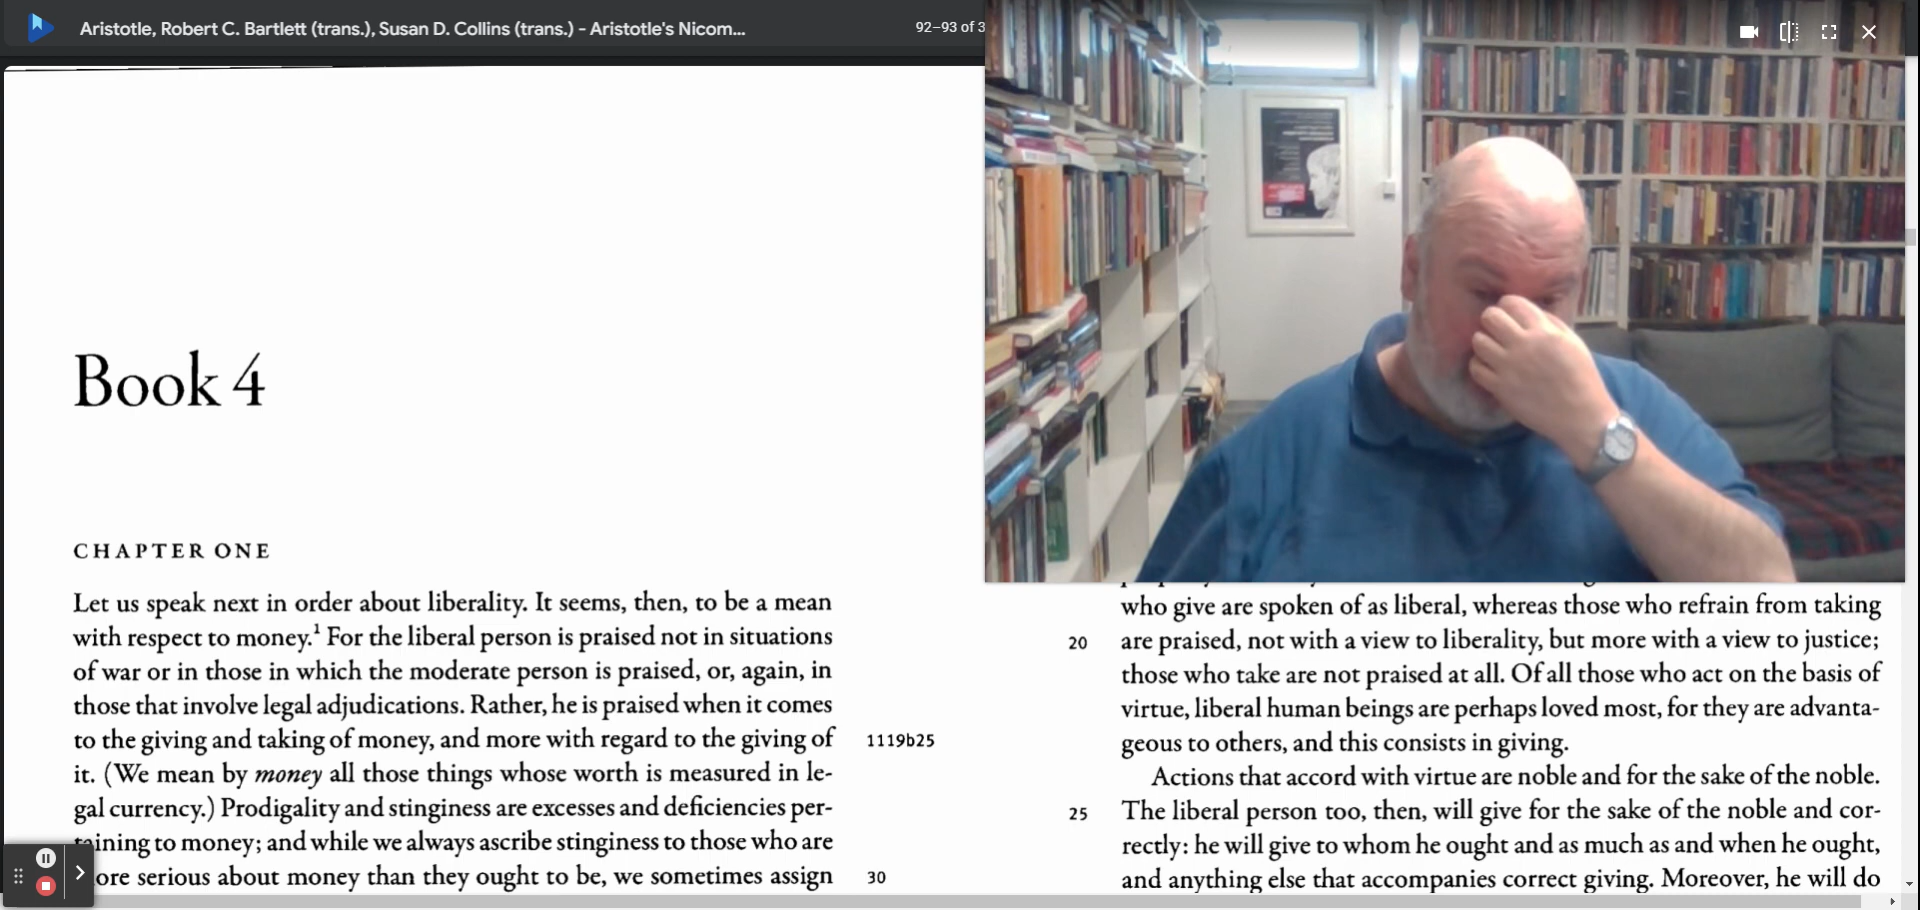 Aristotle, Robert C. Bartlett (trans.), Susan D. Collins (trans.) - Aristotle's Nicom...
92–93 of 3
Book 4
CHAPTER ONE
Let us speak next in order about liberality. It seems, then, to be a mean
with respect to money.¹ For the liberal person is praised not in situations
of war or in those in which the moderate person is praised, or, again, in
those that involve legal adjudications. Rather, he is praised when it comes
to the giving and taking of money, and more with regard to the giving of
1119b25
it. (We mean by money all those things whose worth is measured in le-
gal currency.) Prodigality and stinginess are excesses and deficiencies per-
taining to money; and while we always ascribe stinginess to those who are
more serious about money than they ought to be, we sometimes assign
30
who give are spoken of as liberal, whereas those who refrain from taking
20
are praised, not with a view to liberality, but more with a view to justice;
those who take are not praised at all. Of all those who act on the basis of
virtue, liberal human beings are perhaps loved most, for they are advanta-
geous to others, and this consists in giving.
Actions that accord with virtue are noble and for the sake of the noble.
25
The liberal person too, then, will give for the sake of the noble and cor-
rectly: he will give to whom he ought and as much as and when he ought,
and anything else that accompanies correct giving. Moreover, he will do